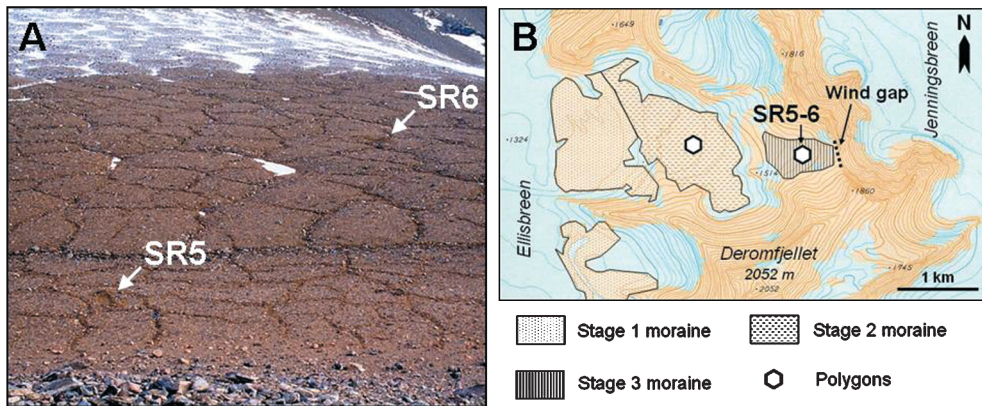 A
SR6
SR5
B
N
1649
1816
Wind gap
SR5-6
Jenningsbreen
1324
1514
1860
Ellisbreen
Deromfjellet
2052 m
2052
1745
1 km
Stage 1 moraine
Stage 2 moraine
Stage 3 moraine
Polygons